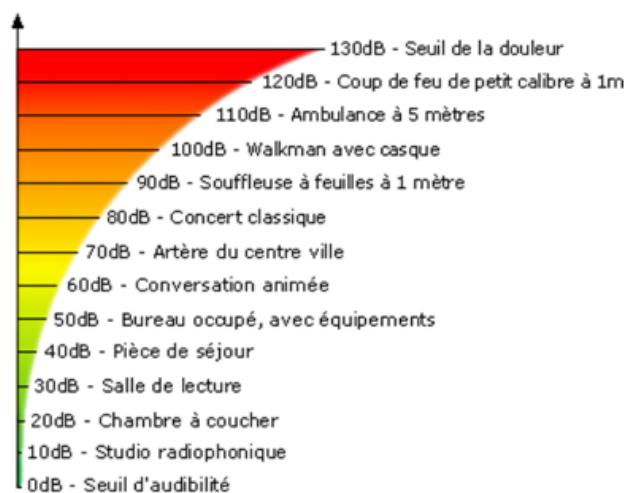 130dB - Seuil de la douleur
120dB - Coup de feu de petit calibre à 1m
110dB - Ambulance à 5 mètres
100dB - Walkman avec casque
90dB - Souffleuse à feuilles à 1 mètre
80dB - Concert classique
70dB - Artère du centre ville
60dB - Conversation animée
50dB - Bureau occupé, avec équipements
40dB - Pièce de séjour
30dB - Salle de lecture
20dB - Chambre à coucher
10dB - Studio radiophonique
0dB - Seuil d'audibilité